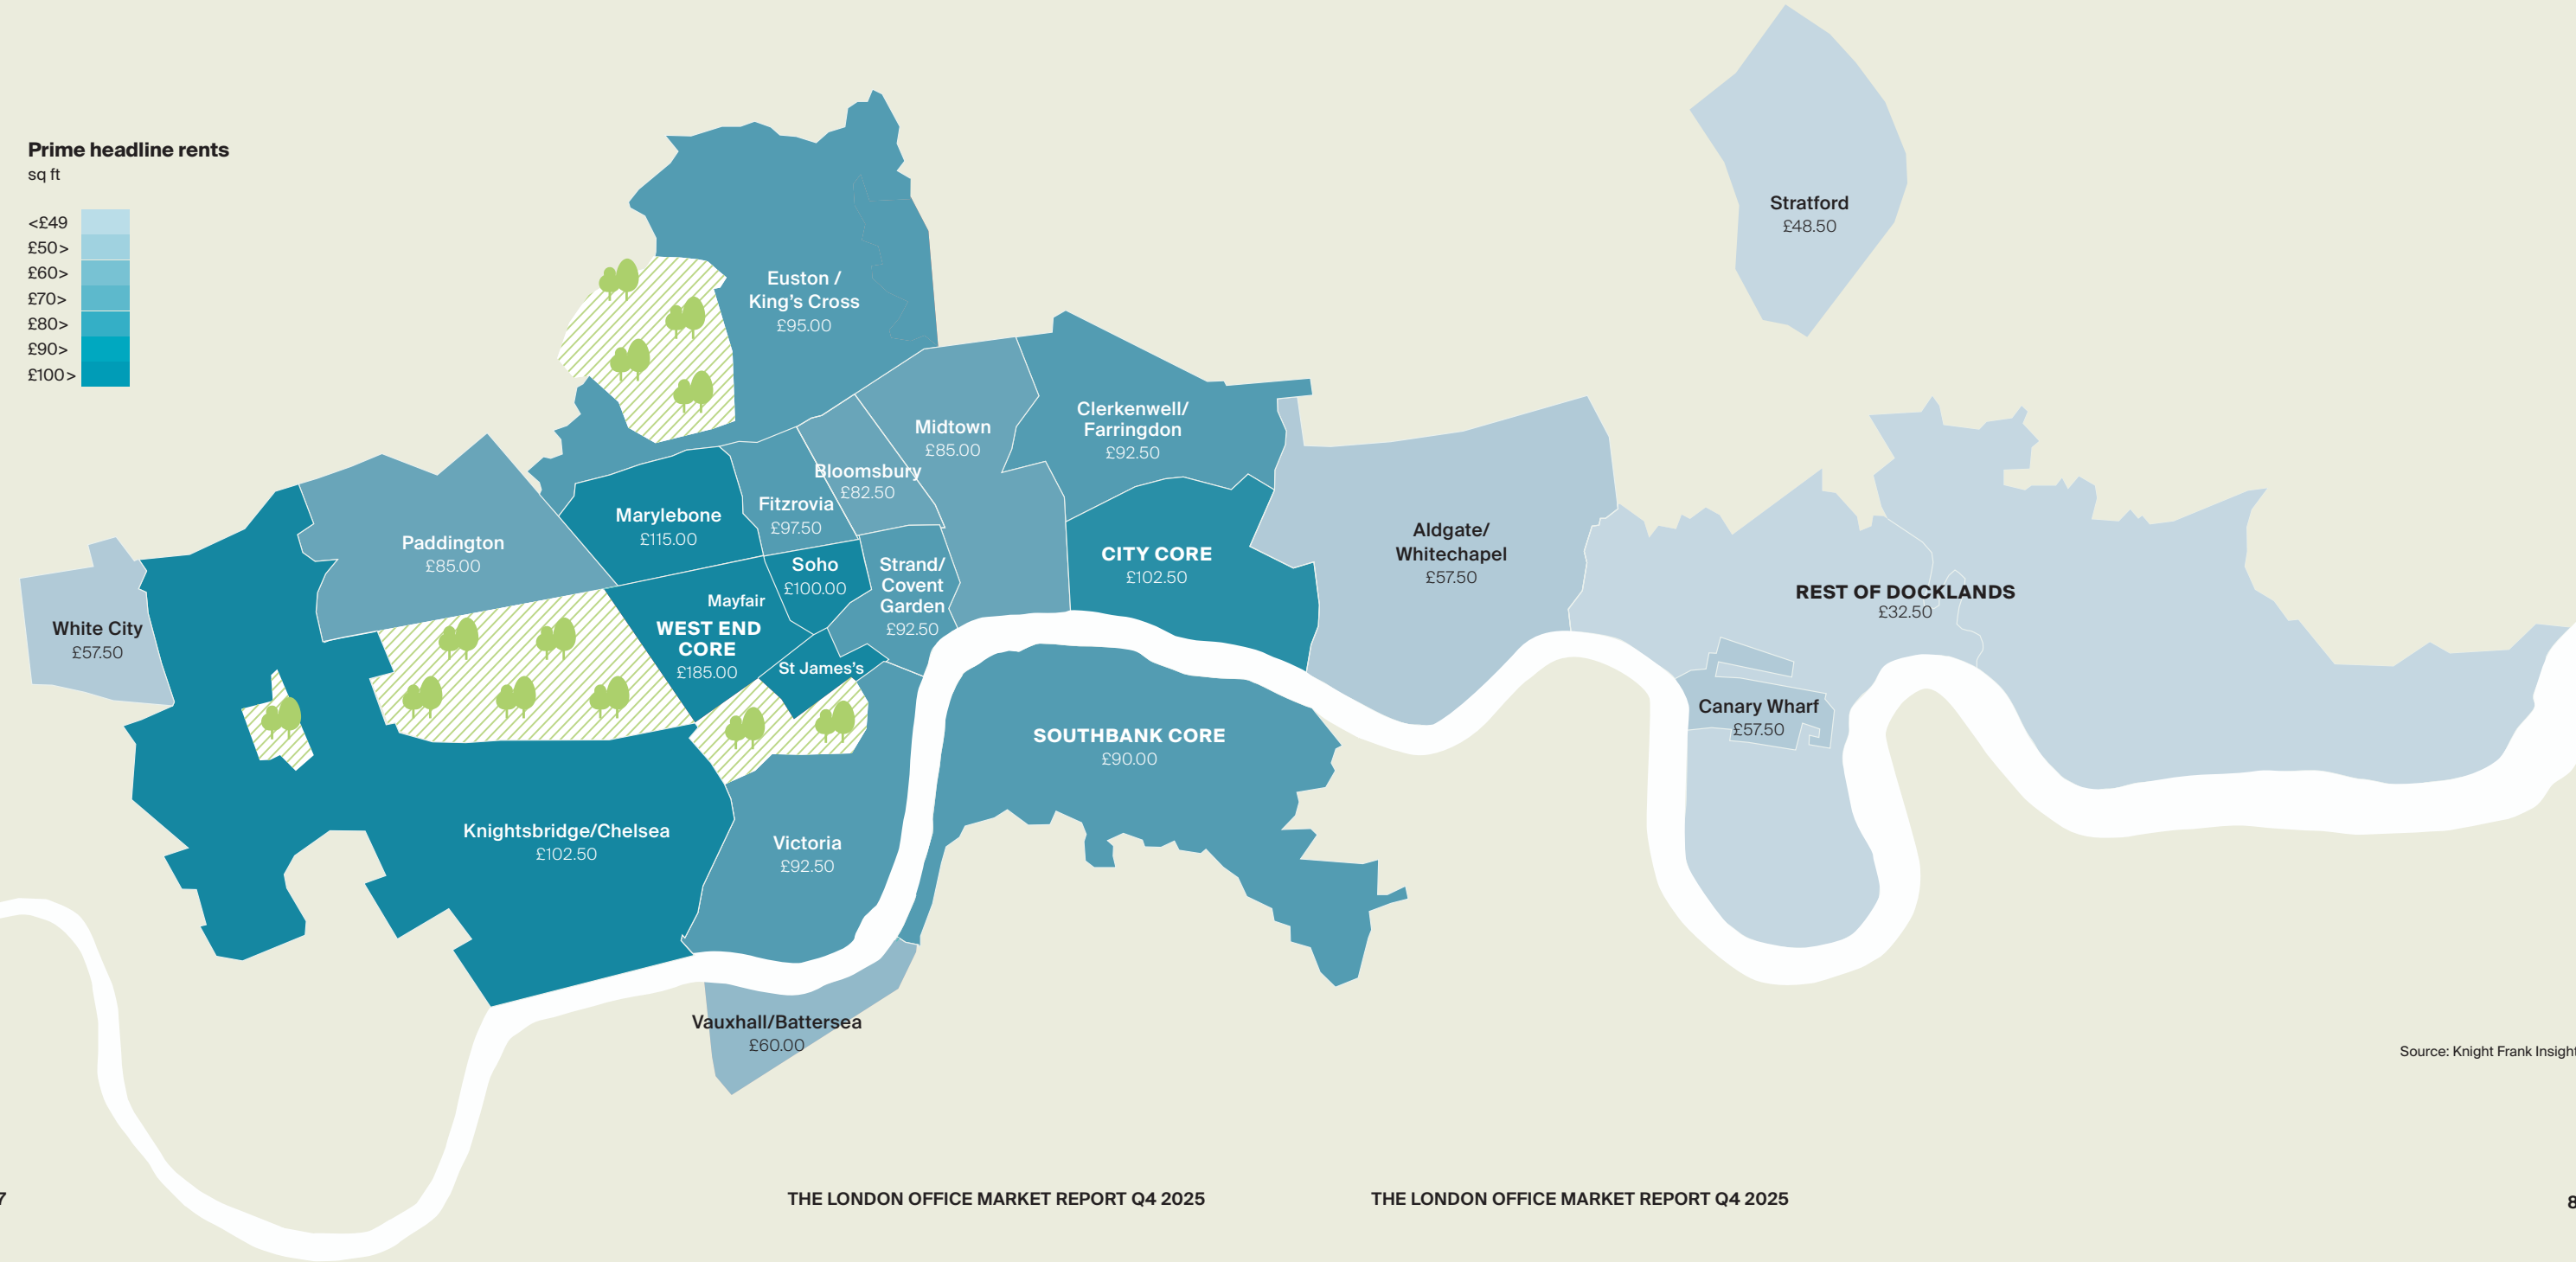 Prime headline rents
sq ft
<£49
£50>
£60>
£70>
£80>
£90>
£100>
Stratford
£48.50
Euston /
King’s Cross
£95.00
Midtown
£85.00
Clerkenwell/
Farringdon
£92.50
Bloomsbury
£82.50
Fitzrovia
£97.50
Marylebone
£115.00
Paddington
£85.00
White City
£57.50
Soho
£100.00
Strand/
Covent
Garden
£92.50
Mayfair
WEST END
CORE
£185.00
St James’s
CITY CORE
£102.50
Aldgate/
Whitechapel
£57.50
REST OF DOCKLANDS
£32.50
Canary Wharf
£57.50
SOUTHBANK CORE
£90.00
Knightsbridge/Chelsea
£102.50
Victoria
£92.50
Vauxhall/Battersea
£60.00
Source: Knight Frank Insight
7
THE LONDON OFFICE MARKET REPORT Q4 2025
THE LONDON OFFICE MARKET REPORT Q4 2025
8